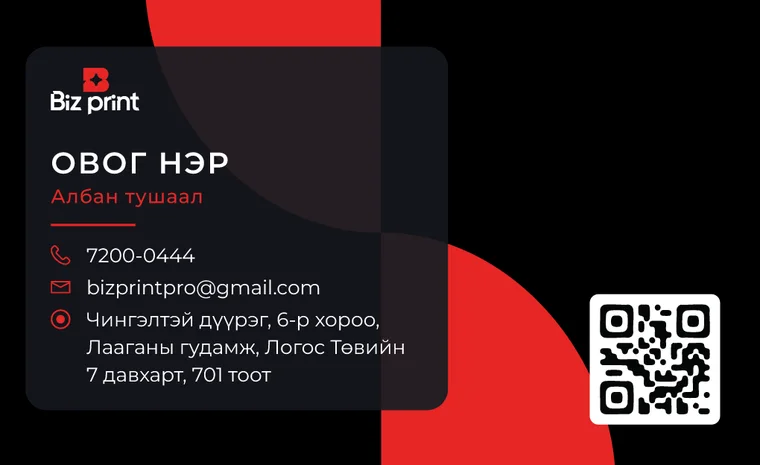 Biz print
ОВОГ НЭР
Албан тушаал
7200-0444
bizprintpro@gmail.com
Чингэлтэй дүүрэг, 6-р хороо,
Лааганы гудамж, Логос Төвийн
7 давхарт, 701 тоот